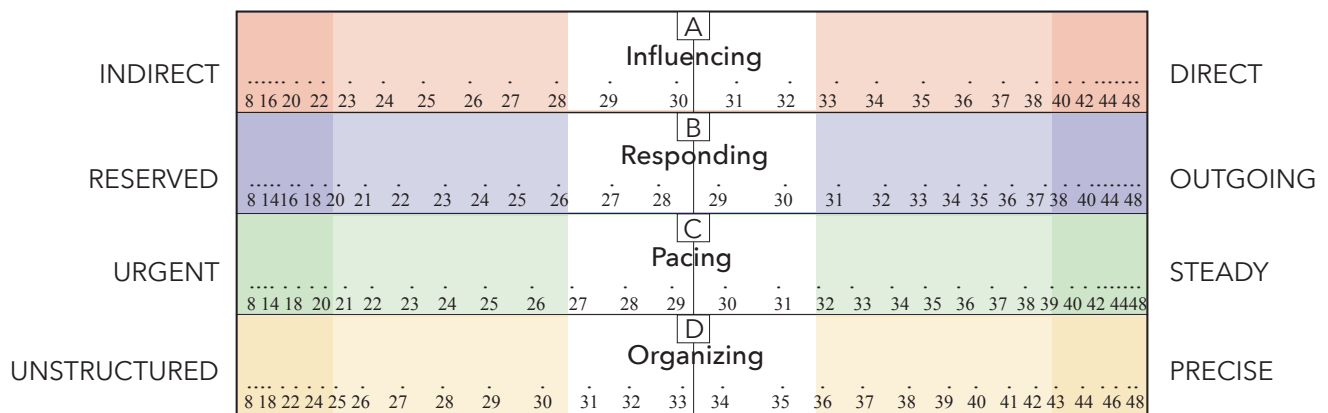 A
Influencing
INDIRECT
DIRECT
8 16 20 22 23 24 25 26 27 28 29 30 31 32 33 34 35 36 37 38 40 42 44 48
B
Responding
RESERVED
OUTGOING
8 1416 18 20 21 22 23 24 25 26 27 28 29 30 31 32 33 34 35 36 37 38 40 44 48
C
Pacing
URGENT
STEADY
8 14 18 20 21 22 23 24 25 26 27 28 29 30 31 32 33 34 35 36 37 38 39 40 42 4448
D
Organizing
UNSTRUCTURED
PRECISE
8 18 22 24 25 26 27 28 29 30 31 32 33 34 35 36 37 38 39 40 41 42 43 44 46 48